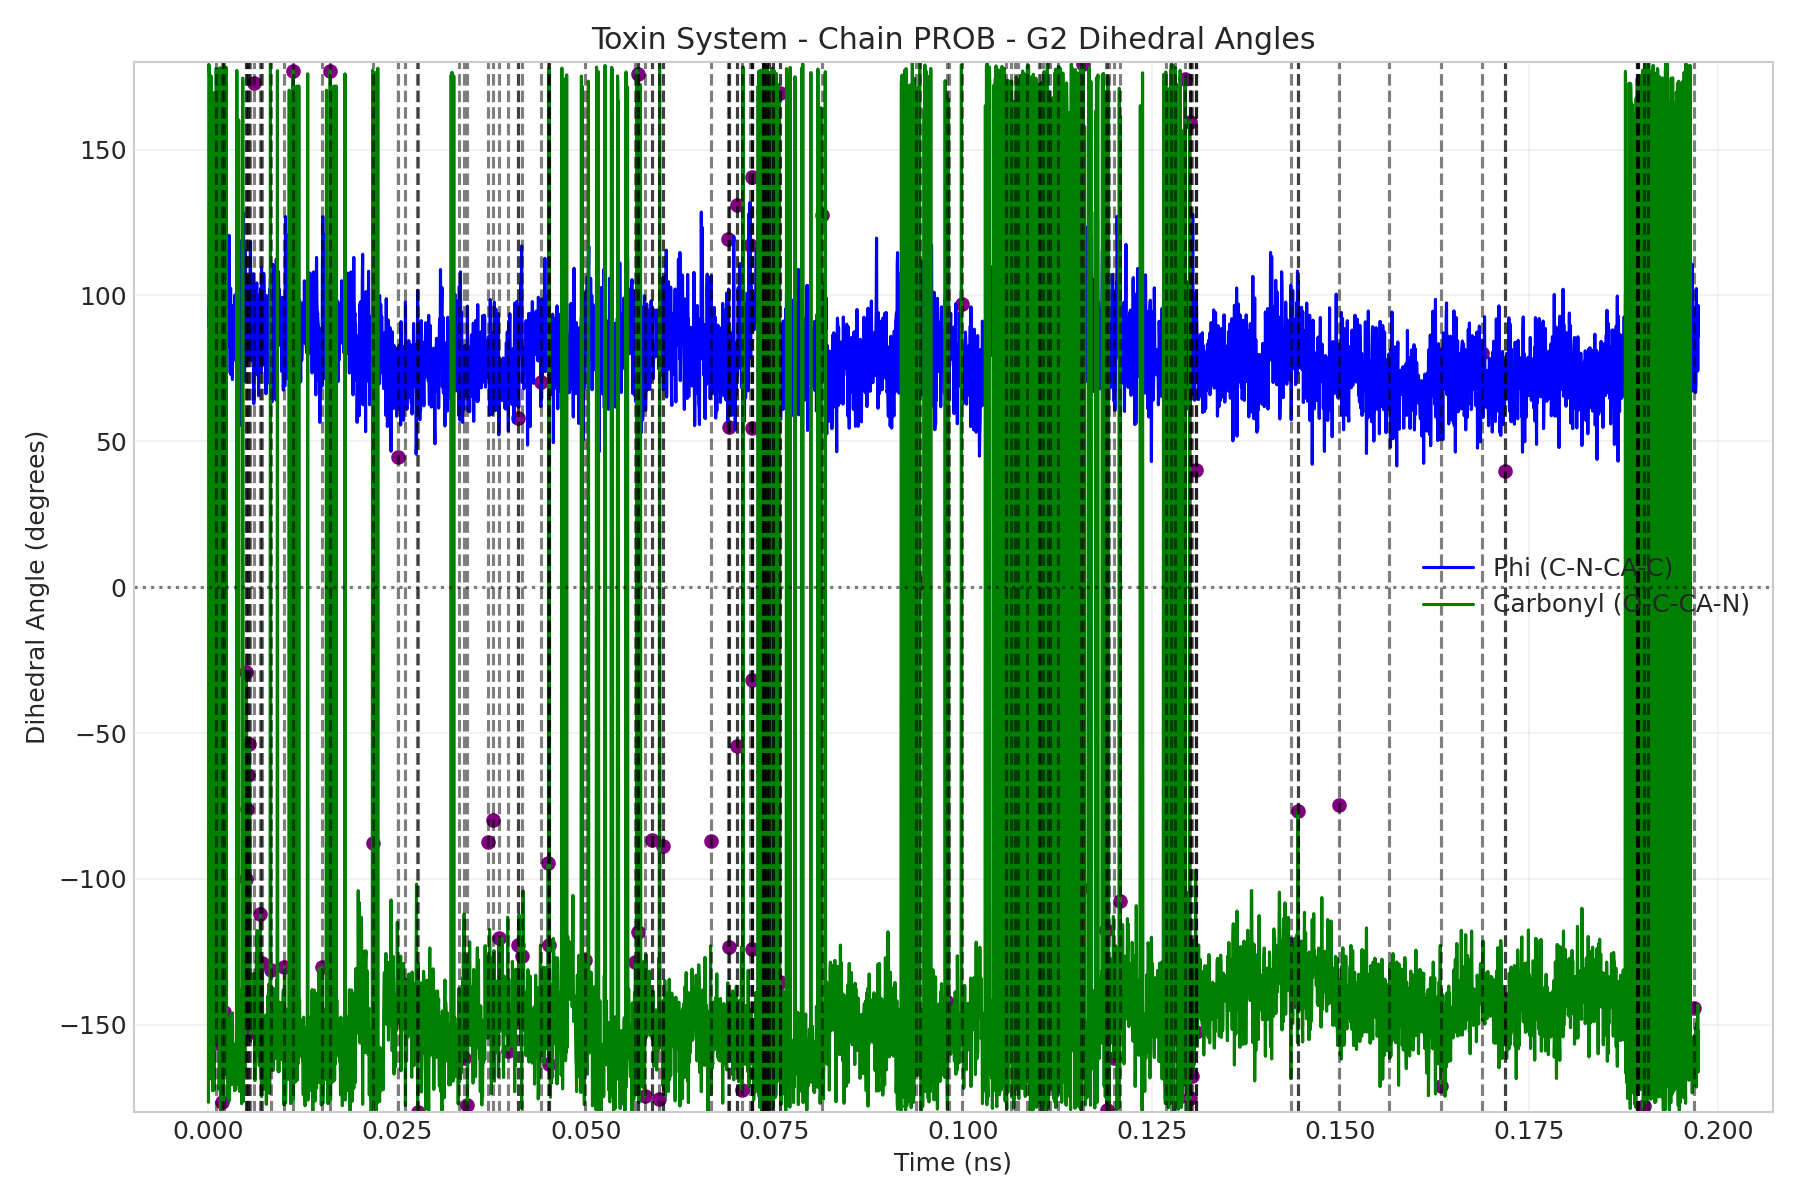 Toxin System - Chain PROB - G2 Dihedral Angles
Dihedral Angle (degrees)
150
100
50
0
−50
−100
−150
Phi (C-N-CA-C)
Carbonyl (O-C-CA-N)
0.000 0.025 0.050 0.075 0.100 0.125 0.150 0.175 0.200
Time (ns)